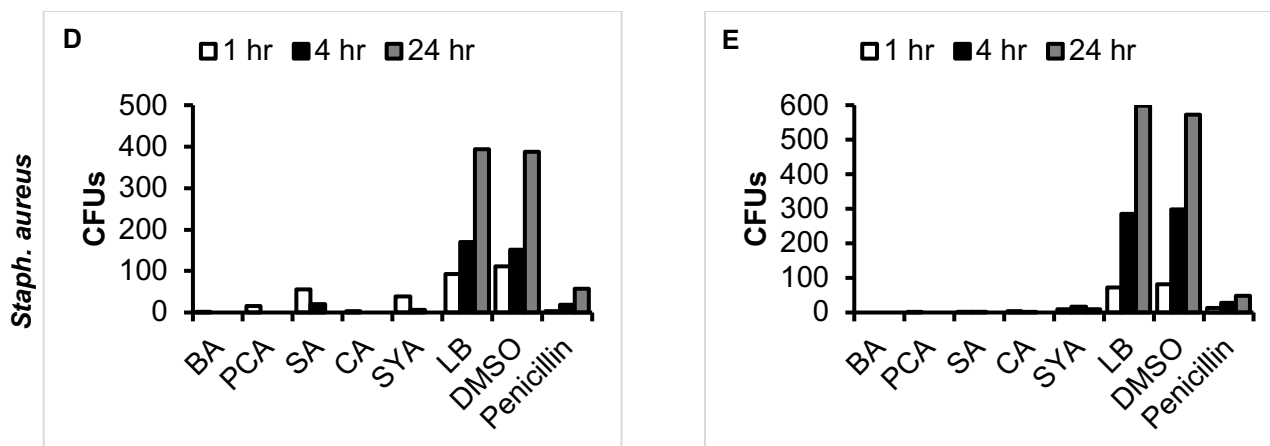 D
1 hr 4 hr 24 hr
500
400
300
200
100
0
CFUs
Staph. aureus
BA PCA SA CA SYA LB DMSO Penicillin
E
1 hr 4 hr 24 hr
600
500
400
300
200
100
0
CFUs
BA PCA SA CA SYA LB DMSO Penicillin